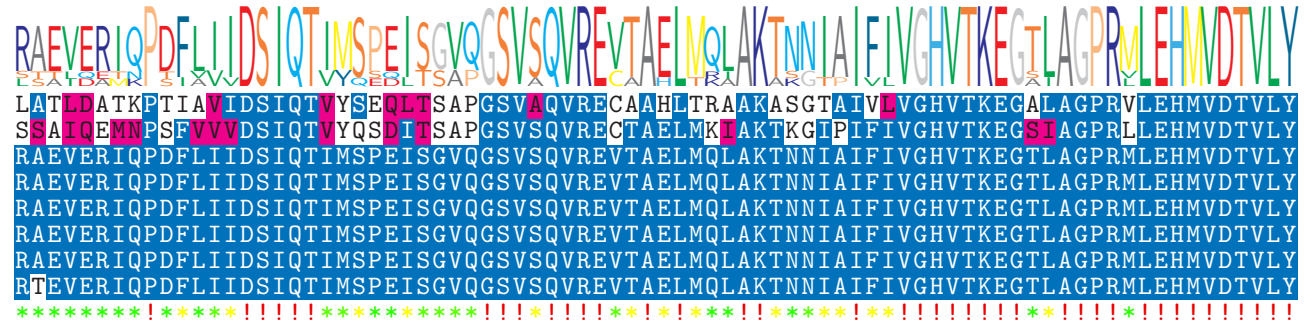 RAEVERIQPDFLIIDSIQTIMSPEISGVQGSVSQVREVTAELMQLAKTNNIAIFIVGHVTKEGTLAGPRMLEHMVDTVLY
LATLDATKPTIAVIDSIQTVYSEQLTSAPGSVAQVRECAAHLTRAAKASGTAIVLVGHVTKEGALAGPRVLEHMVDTVLY
SSAIQEMNPSFVVVDSIQTVYQSDITSAPGSVSQVRECTAELMKIAKTKGIPIFIVGHVTKEGSIAGPRLLEHMVDTVLY
RAEVERIQPDFLIIDSIQTIMSPEISGVQGSVSQVREVTAELMQLAKTNNIAIFIVGHVTKEGTLAGPRMLEHMVDTVLY
RAEVERIQPDFLIIDSIQTIMSPEISGVQGSVSQVREVTAELMQLAKTNNIAIFIVGHVTKEGTLAGPRMLEHMVDTVLY
RAEVERIQPDFLIIDSIQTIMSPEISGVQGSVSQVREVTAELMQLAKTNNIAIFIVGHVTKEGTLAGPRMLEHMVDTVLY
RAEVERIQPDFLIIDSIQTIMSPEISGVQGSVSQVREVTAELMQLAKTNNIAIFIVGHVTKEGTLAGPRMLEHMVDTVLY
RAEVERIQPDFLIIDSIQTIMSPEISGVQGSVSQVREVTAELMQLAKTNNIAIFIVGHVTKEGTLAGPRMLEHMVDTVLY
RTEVERIQPDFLIIDSIQTIMSPEISGVQGSVSQVREVTAELMQLAKTNNIAIFIVGHVTKEGTLAGPRMLEHMVDTVLY
********!*****!!!!!**********!!!*!!!!**!*!***!!*****!**!!!!!!!!**!!!!*!!!!!!!!!!